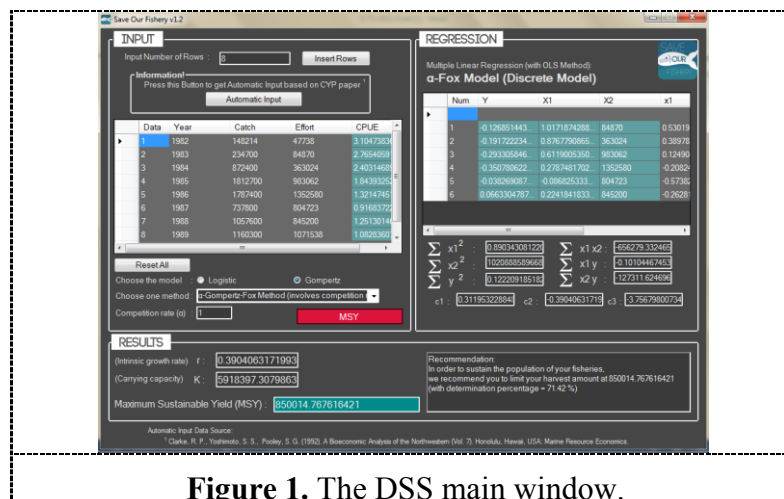 Save Our Fishery v1.2
INPUT
Input Number of Rows : 8 Insert Rows
Information!
Press this Button to get Automatic Input based on CYP paper 1
Automatic Input
Data Year Catch Effort CPUE
1 1982 148214 47738 3.10473836
2 1983 234700 84870 2.7654059
3 1984 872400 363024 2.40314685
4 1985 1812700 983062 1.8439325
5 1986 1787400 1352580 1.3214745
6 1987 737800 804723 0.9168372
7 1988 1057600 845200 1.2513014
8 1989 1160300 1071538 1.0828360
Reset All
Choose the model : Logistic Gompertz
Choose one method : α-Gompertz-Fox Method (involves competition
Competition rate (α) : 1
MSY
REGRESSION
SAVE OUR FISHERY
Multiple Linear Regression (with OLS Method):
α-Fox Model (Discrete Model)
Num Y X1 X2 x1
1 -0.126851443... 1.0171874288... 84870 0.53019
2 -0.191722234... 0.8767790865... 363024 0.38978
3 -0.293305846... 0.6119005350... 983062 0.12490
4 -0.350780622... 0.2787481702... 1352580 -0.2082
5 -0.038269087... -0.086825333... 804723 -0.5738
6 0.0663304787... 0.2241841833... 845200 -0.2628
∑ x1² : 0.890343081220 ∑ x1 x2 : -656279.332465
∑ x2² : 1020888589668 ∑ x1 y : -0.10104467453
∑ y² : 0.122209185182 ∑ x2 y : -127311.624696
c1 : 0.31195322884 c2 : -0.39040631719 c3 : -3.75679800734
RESULTS
(Intrinsic growth rate) r : 0.3904063171993
(Carrying capacity) K : 5918397.3079863
Maximum Sustainable Yield (MSY) : 850014.767616421
Recommendation:
In order to sustain the population of your fisheries,
we recommend you to limit your harvest amount at 850014.767616421
(with determination percentage = 71.42 %)
Automatic Input Data Source:
1 Clarke, R. P., Yoshimoto, S. S., Pooley, S. G. (1992). A Bioeconomic Analysis of the Northwestern (Vol. 7). Honolulu, Hawaii, USA: Marine Resource Economics.
Figure 1. The DSS main window.